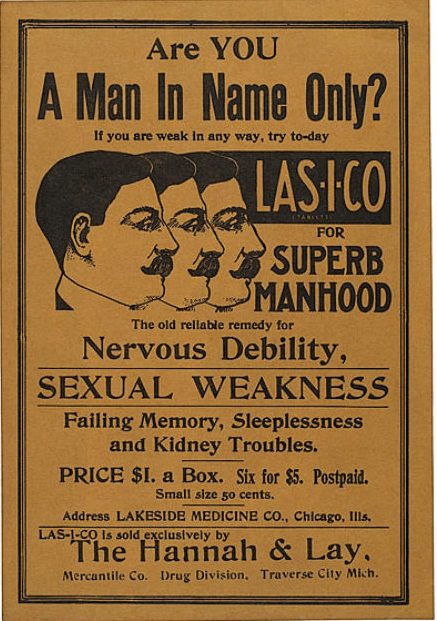 Are YOU
A Man In Name Only?
If you are weak in any way, try to-day
LAS-I-CO
(TABLETS)
FOR
SUPERB
MANHOOD
The old reliable remedy for
Nervous Debility,
SEXUAL WEAKNESS
Failing Memory, Sleeplessness
and Kidney Troubles.
PRICE $1. a Box. Six for $5. Postpaid.
Small size 50 cents.
Address LAKESIDE MEDICINE CO., Chicago, Ills.
LAS-I-CO is sold exclusively by
The Hannah & Lay.
Mercantile Co. Drug Division. Traverse City Mich.